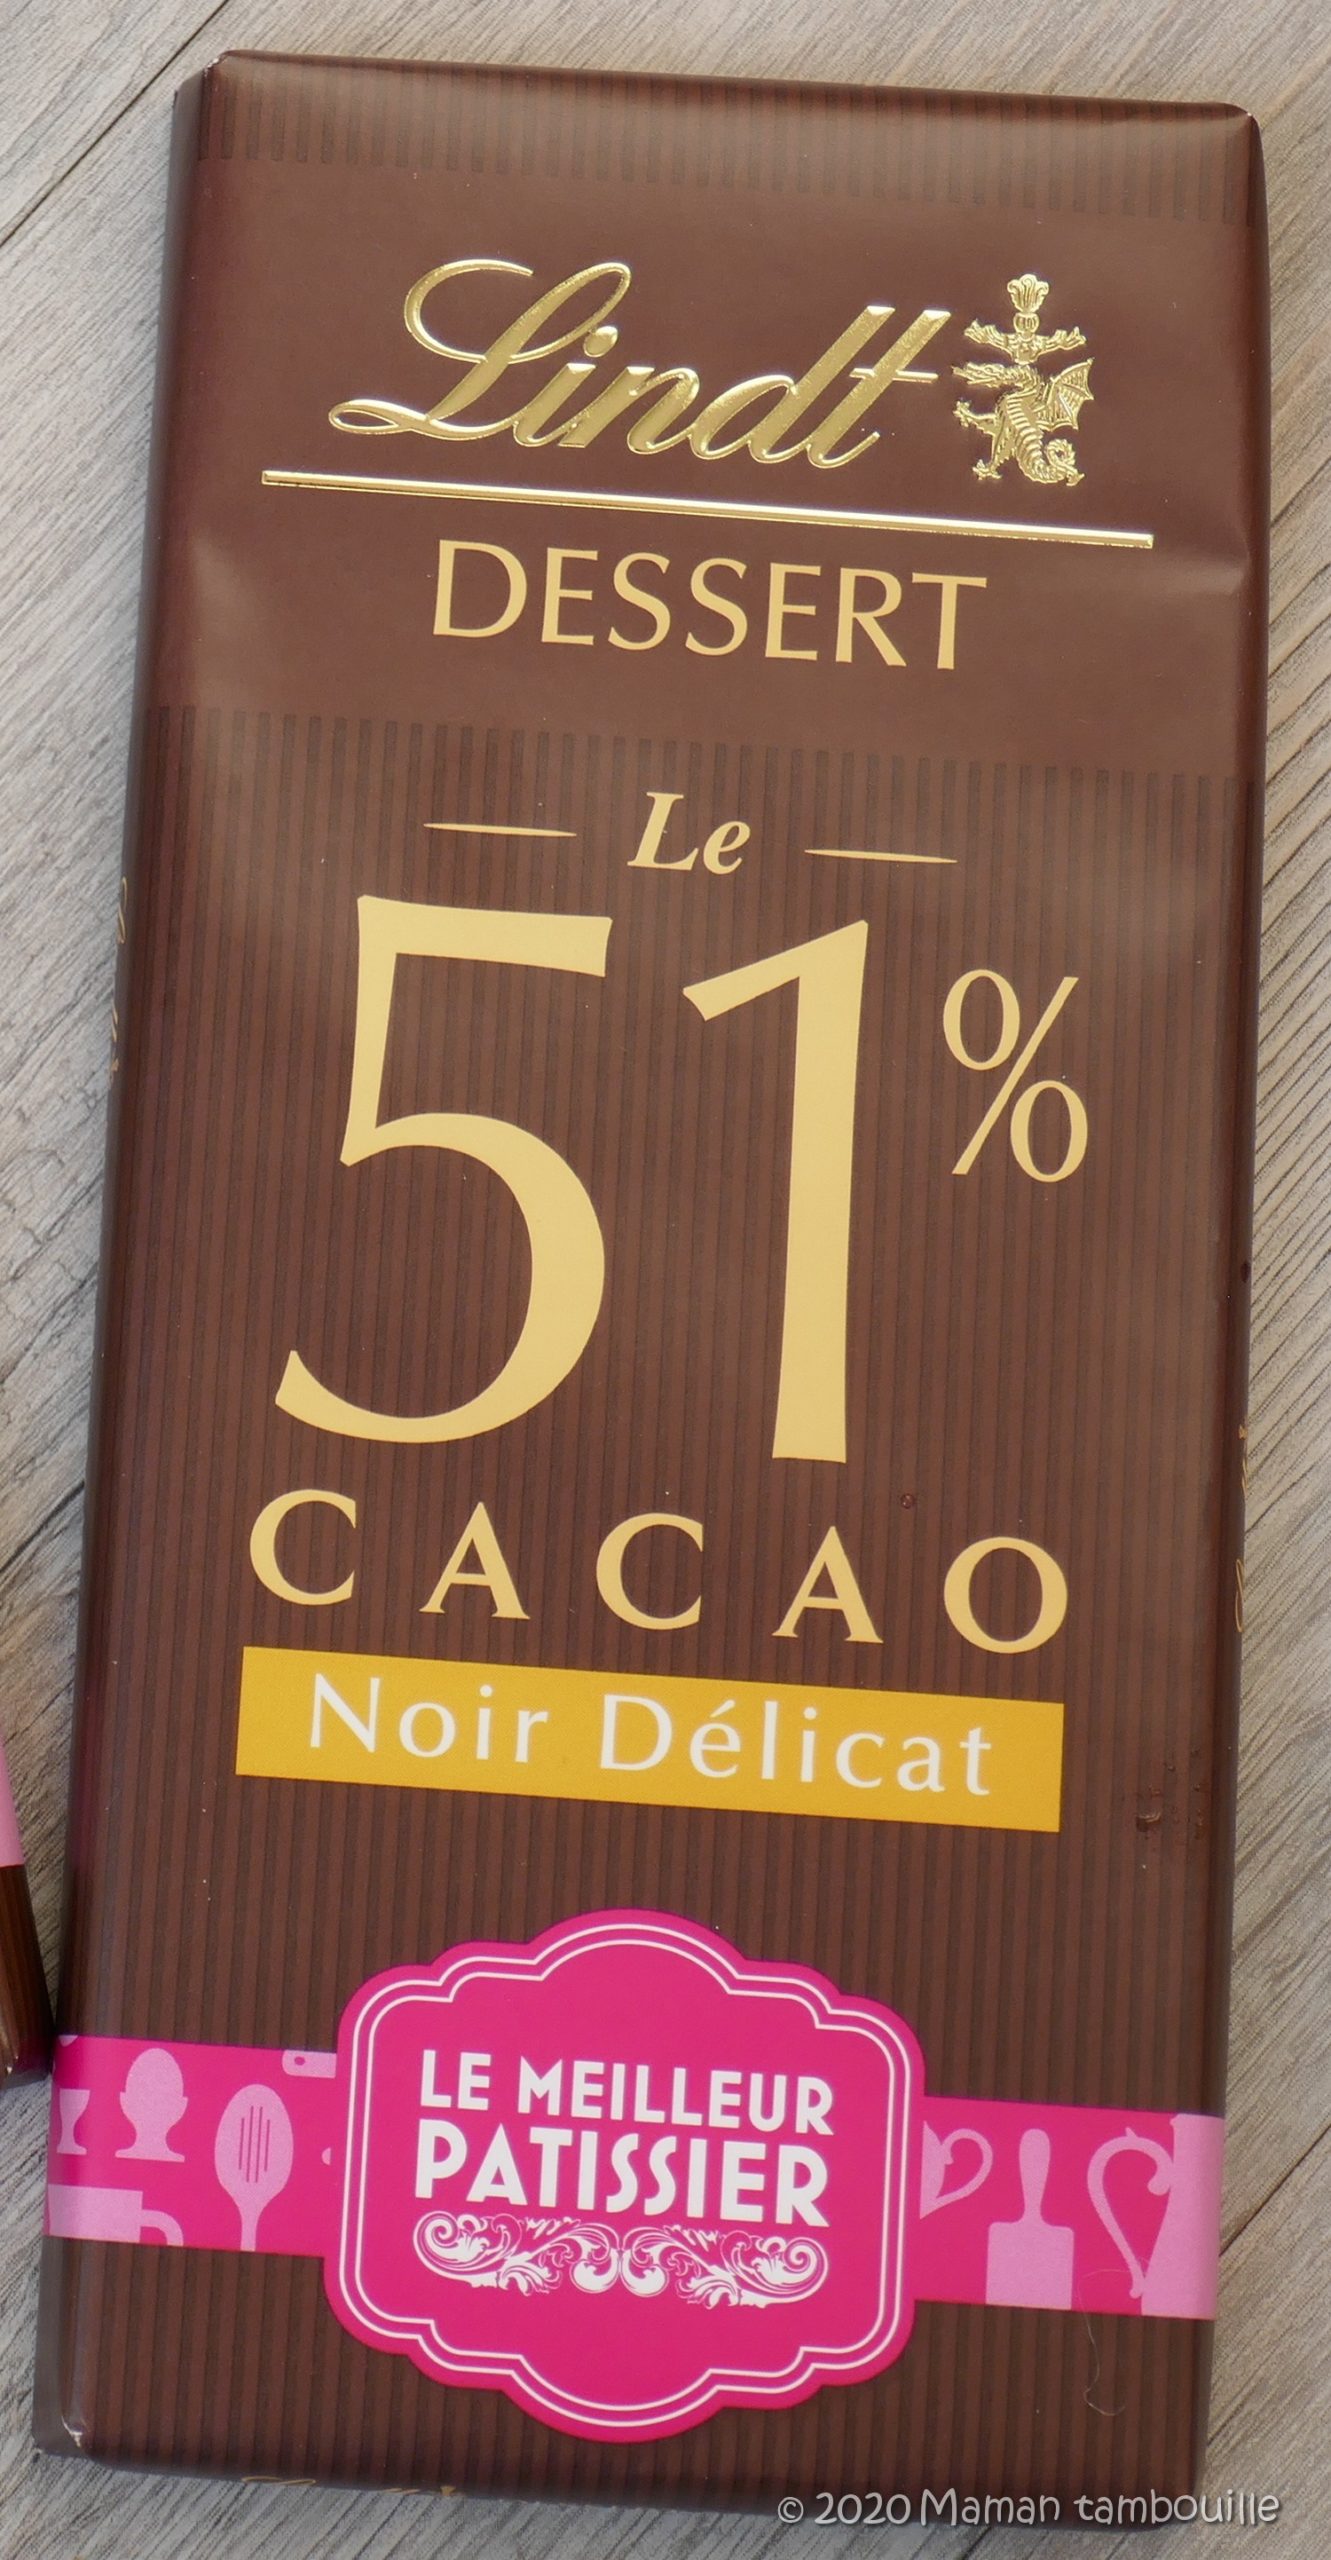 Lindt
DESSERT
Le
51%
CACAO
Noir Délicat
LE MEILLEUR
PATISSIER
© 2020 Maman tambouille